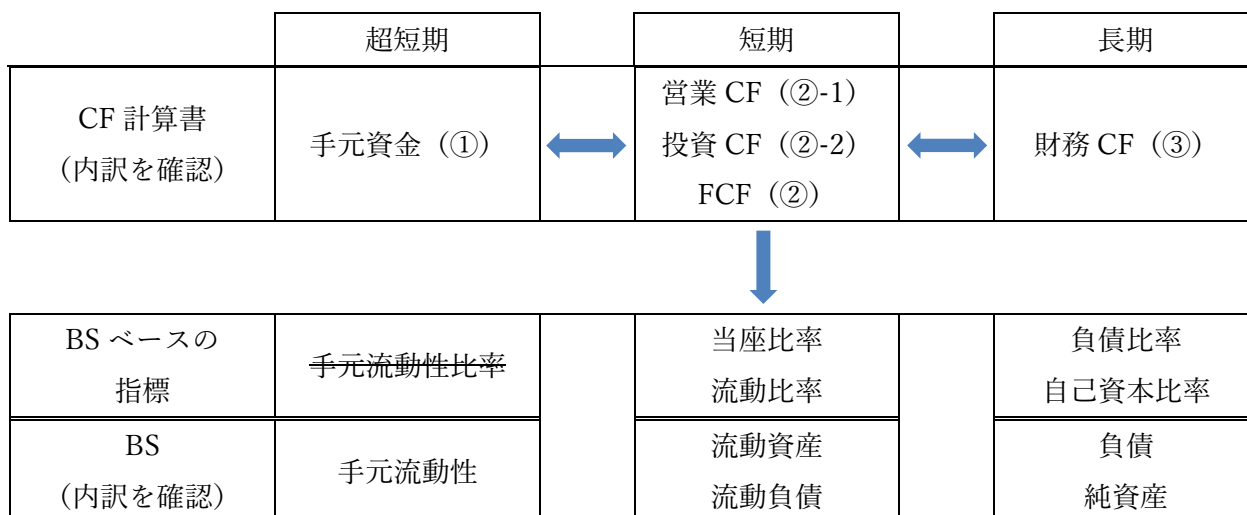 超短期
短期
長期
CF 計算書
(内訳を確認)
手元資金(①)
営業 CF(②-1)
投資 CF(②-2)
FCF(②)
財務 CF(③)
BS ベースの
指標
手元流動性比率
当座比率
流動比率
負債比率
自己資本比率
BS
(内訳を確認)
手元流動性
流動資産
流動負債
負債
純資産